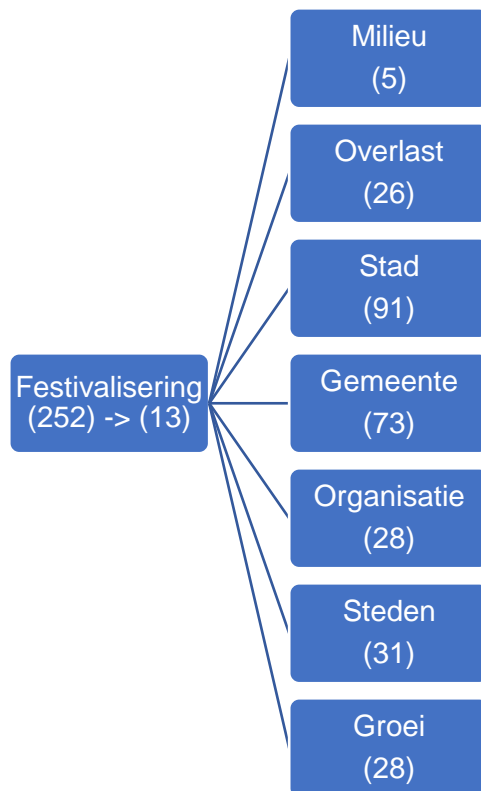 Milieu
(5)
Overlast
(26)
Stad
(91)
Festivalisering
(252) -> (13)
Gemeente
(73)
Organisatie
(28)
Steden
(31)
Groei
(28)